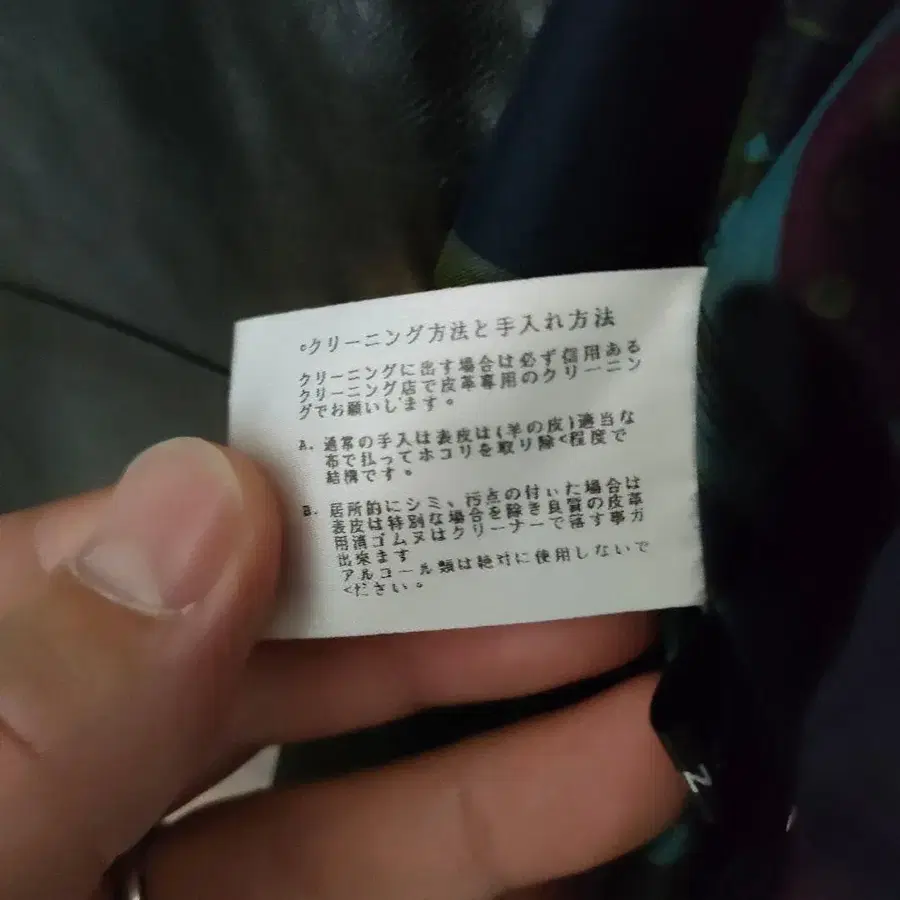 °クリーニング方法と手入れ方法
クリーニングに出す場合は必ず信用ある
クリーニング店で皮革専用のクリーニン
グでお願いします。
A. 通常の手入は表皮は(羊の皮)適当な
布で払ってホコリを取り除く程度で
結構です。
B. 居所的にシミ、汚点の付いた場合は
表皮は特別な場合を除き良質の皮革
用消ゴムヌはクリーナーで落す事ガ
出来ます
アルコール類は絶対に使用しないで
ください。
Z